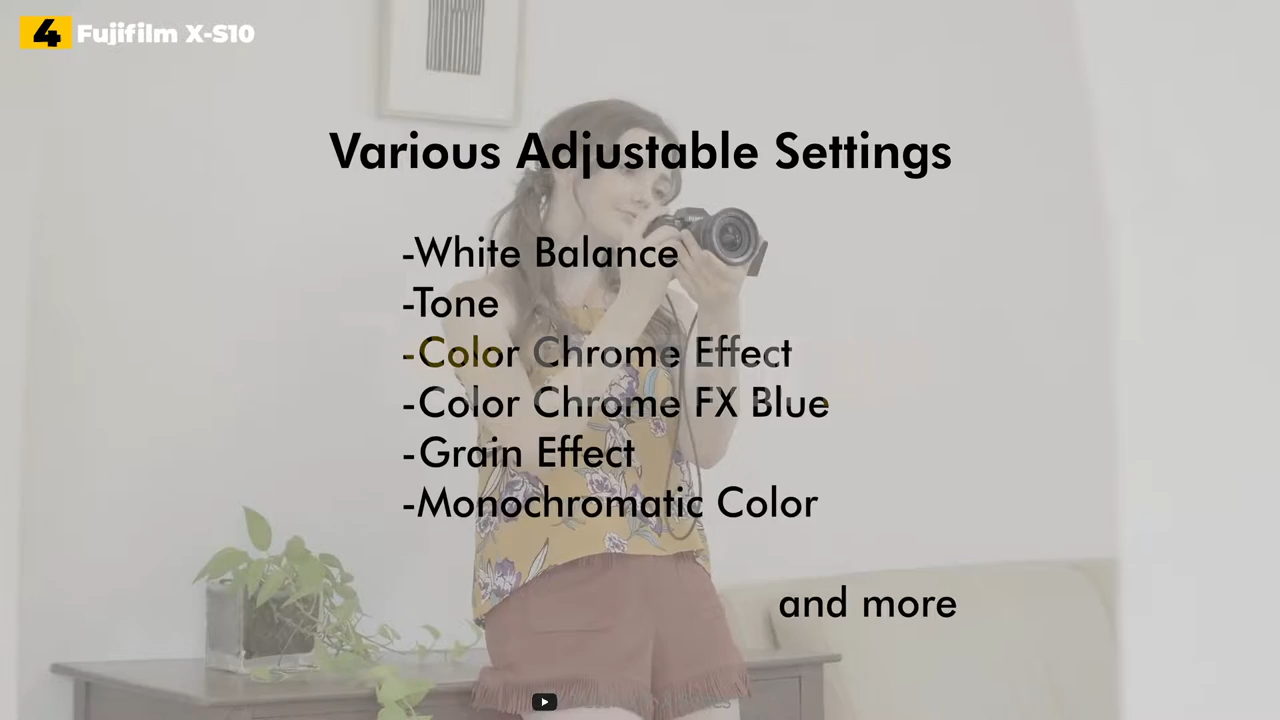 4 Fujifilm X-S10
Various Adjustable Settings
-White Balance
-Tone
-Color Chrome Effect
-Color Chrome FX Blue
-Grain Effect
-Monochromatic Color
and more